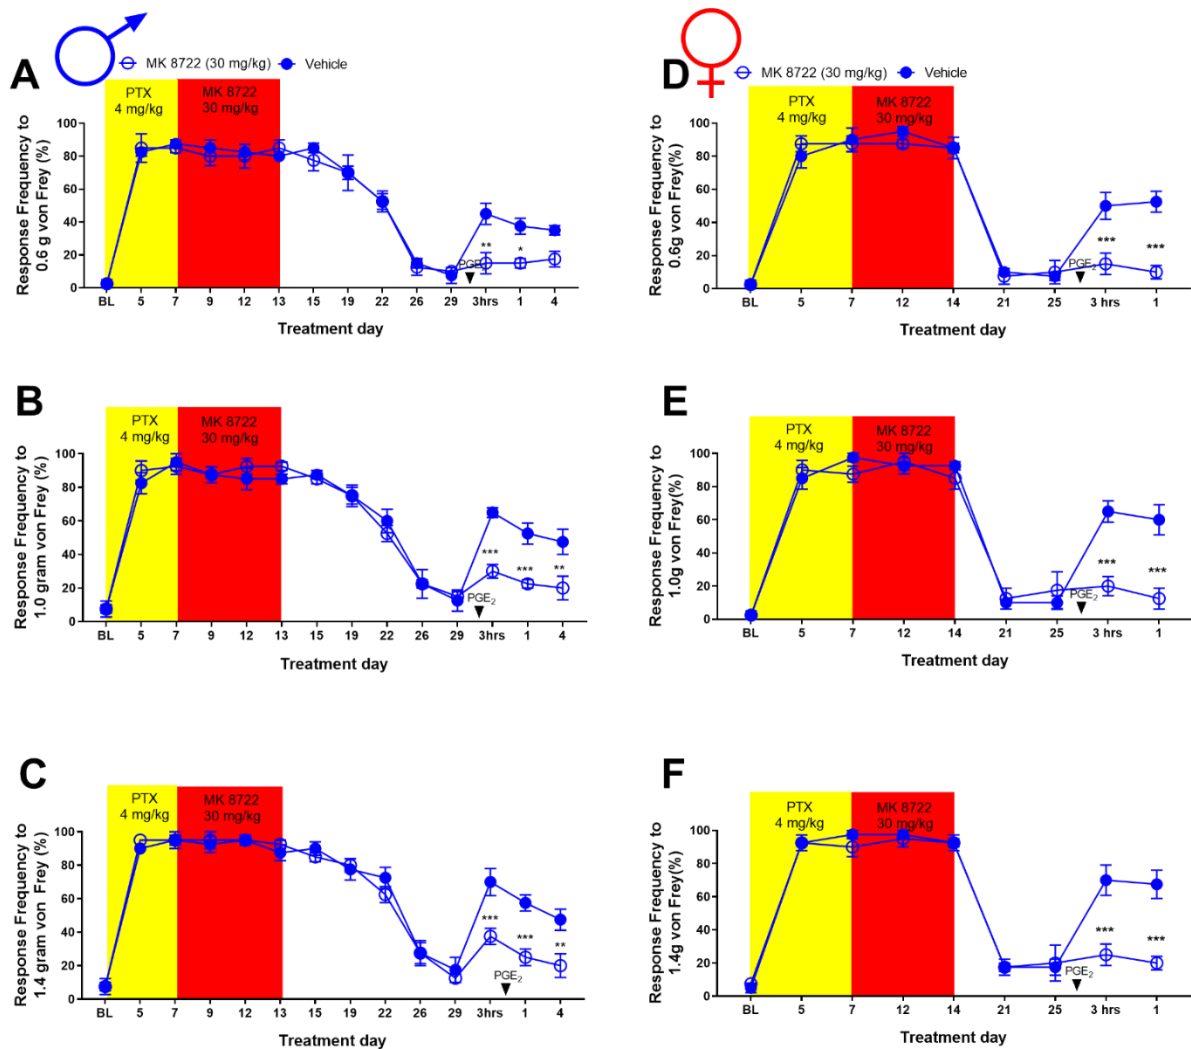 A
MK 8722 (30 mg/kg) Vehicle
PTX
4 mg/kg
MK 8722
30 mg/kg
Response Frequency to
0.6 g von Frey (%)
100
80
60
40
20
0
** *
PGE
BL 5 7 9 12 13 15 19 22 26 29 3hrs 1 4
Treatment day
B
PTX
4 mg/kg
MK 8722
30 mg/kg
Response Frequency to
1.0 gram von Frey (%)
100
80
60
40
20
0
*** *** **
PGE2
BL 5 7 9 12 13 15 19 22 26 29 3hrs 1 4
Treatment day
C
PTX
4 mg/kg
MK 8722
30 mg/kg
Response Frequency to
1.4 gram von Frey (%)
100
80
60
40
20
0
*** *** **
PGE2
BL 5 7 9 12 13 15 19 22 26 29 3hrs 1 4
Treatment day
D
MK 8722 (30 mg/kg) Vehicle
PTX
4 mg/kg
MK 8722
30 mg/kg
Response Frequency to
0.6g von Frey(%)
100
80
60
40
20
0
*** ***
PGE2
BL 5 7 12 14 21 25 3 hrs 1
Treatment day
E
PTX
4 mg/kg
MK 8722
30 mg/kg
Response Frequency to
1.0g von Frey(%)
100
80
60
40
20
0
*** ***
PGE2
BL 5 7 12 14 21 25 3 hrs 1
Treatment day
F
PTX
4 mg/kg
MK 8722
30 mg/kg
Response Frequency to
1.4g von Frey(%)
100
80
60
40
20
0
*** ***
PGE2
BL 5 7 12 14 21 25 3 hrs 1
Treatment day